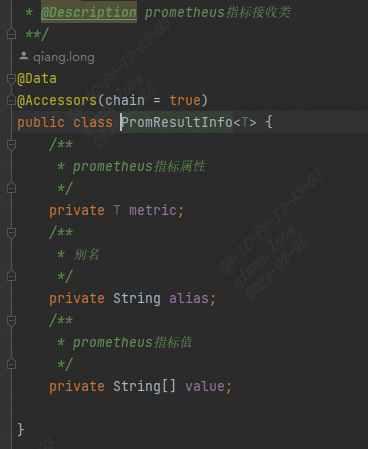 * @Description prometheus指标接收类
**/
qiang.long
@Data
@Accessors(chain = true)
public class PromResultInfo<T> {
/**
* prometheus指标属性
*/
private T metric;
/**
* 别名
*/
private String alias;
/**
* prometheus指标值
*/
private String[] value;
}